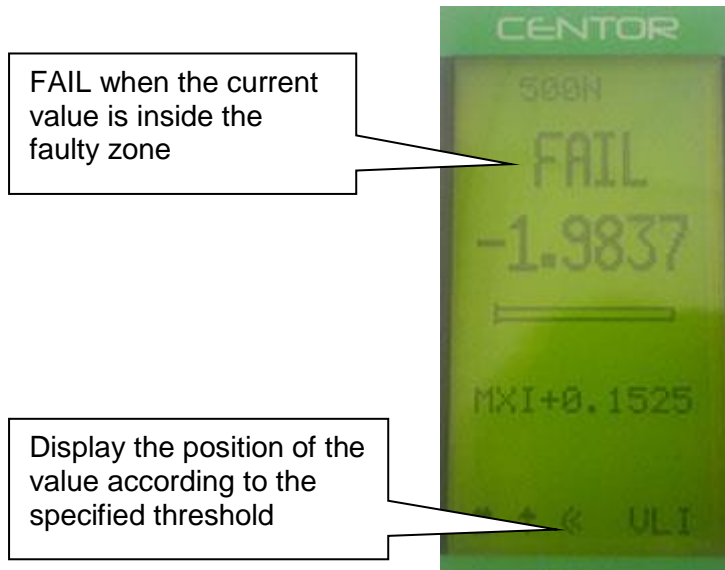 CENTOR
FAIL when the current
value is inside the
faulty zone
500N
FAIL
-1.9837
MXI+0.1525
Display the position of the
value according to the
specified threshold
« VLI